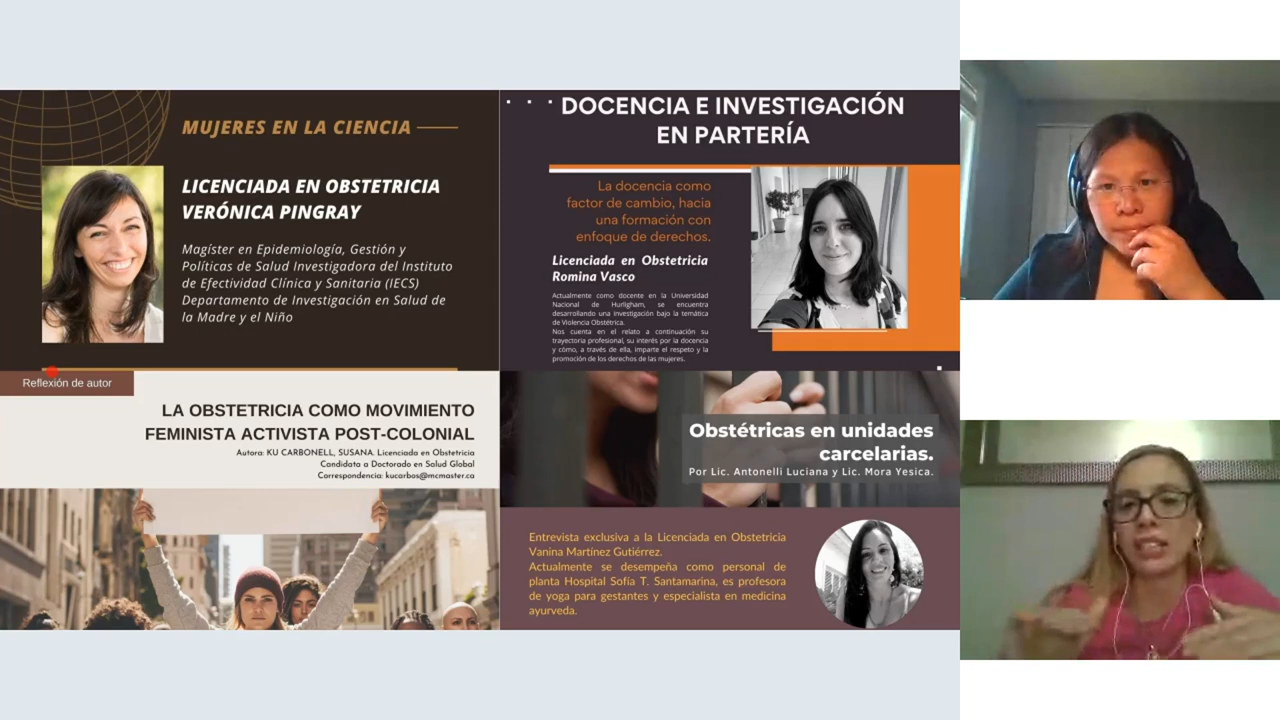 MUJERES EN LA CIENCIA
LICENCIADA EN OBSTETRICIA
VERÓNICA PINGRAY
Magíster en Epidemiología, Gestión y
Políticas de Salud Investigadora del Instituto
de Efectividad Clínica y Sanitaria (IECS)
Departamento de Investigación en Salud de
la Madre y el Niño
DOCENCIA E INVESTIGACIÓN
EN PARTERÍA
La docencia como
factor de cambio, hacia
una formación con
enfoque de derechos.
Licenciada en Obstetricia
Romina Vasco
Actualmente como docente en la Universidad
Nacional de Hurligham, se encuentra
desarrollando una investigación bajo la temática
de Violencia Obstétrica.
Nos cuenta en el relato a continuación su
trayectoria profesional, su interés por la docencia
y cómo, a través de ella, imparte el respeto y la
promoción de los derechos de las mujeres.
Reflexión de autor
LA OBSTETRICIA COMO MOVIMIENTO
FEMINISTA ACTIVISTA POST-COLONIAL
Autora: KU CARBONELL, SUSANA. Licenciada en Obstetricia
Candidata a Doctorado en Salud Global
Correspondencia: kucarbos@mcmaster.ca
Obstétricas en unidades
carcelarias.
Por Lic. Antonelli Luciana y Lic. Mora Yesica.
Entrevista exclusiva a la Licenciada en Obstetricia
Vanina Martínez Gutiérrez.
Actualmente se desempeña como personal de
planta Hospital Sofía T. Santamarina, es profesora
de yoga para gestantes y especialista en medicina
ayurveda.